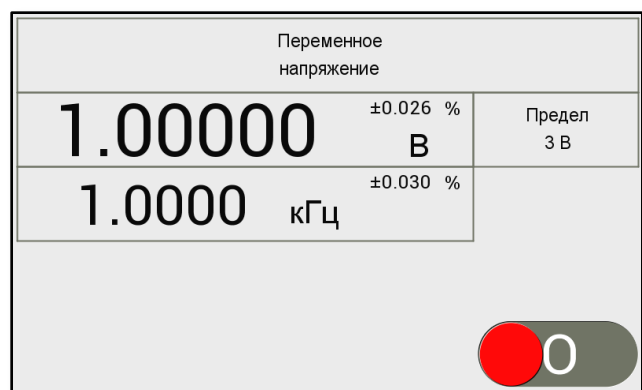 Переменное
напряжение
1.00000 ±0.026 % В
Предел
3 В
1.0000 кГц ±0.030 %
O